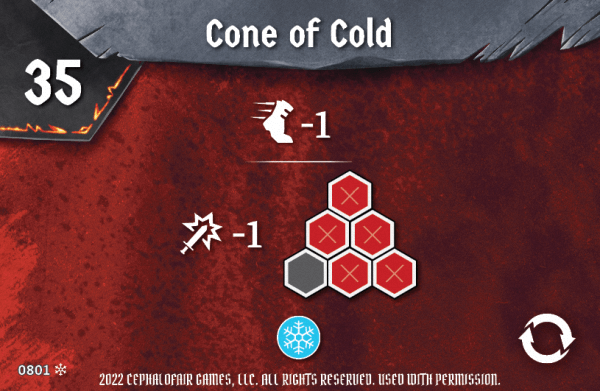 Cone of Cold
35
-1
-1
0801
2022 CEPHALOFAIR GAMES, LLC. ALL RIGHTS RESERVED. USED WITH PERMISSION.